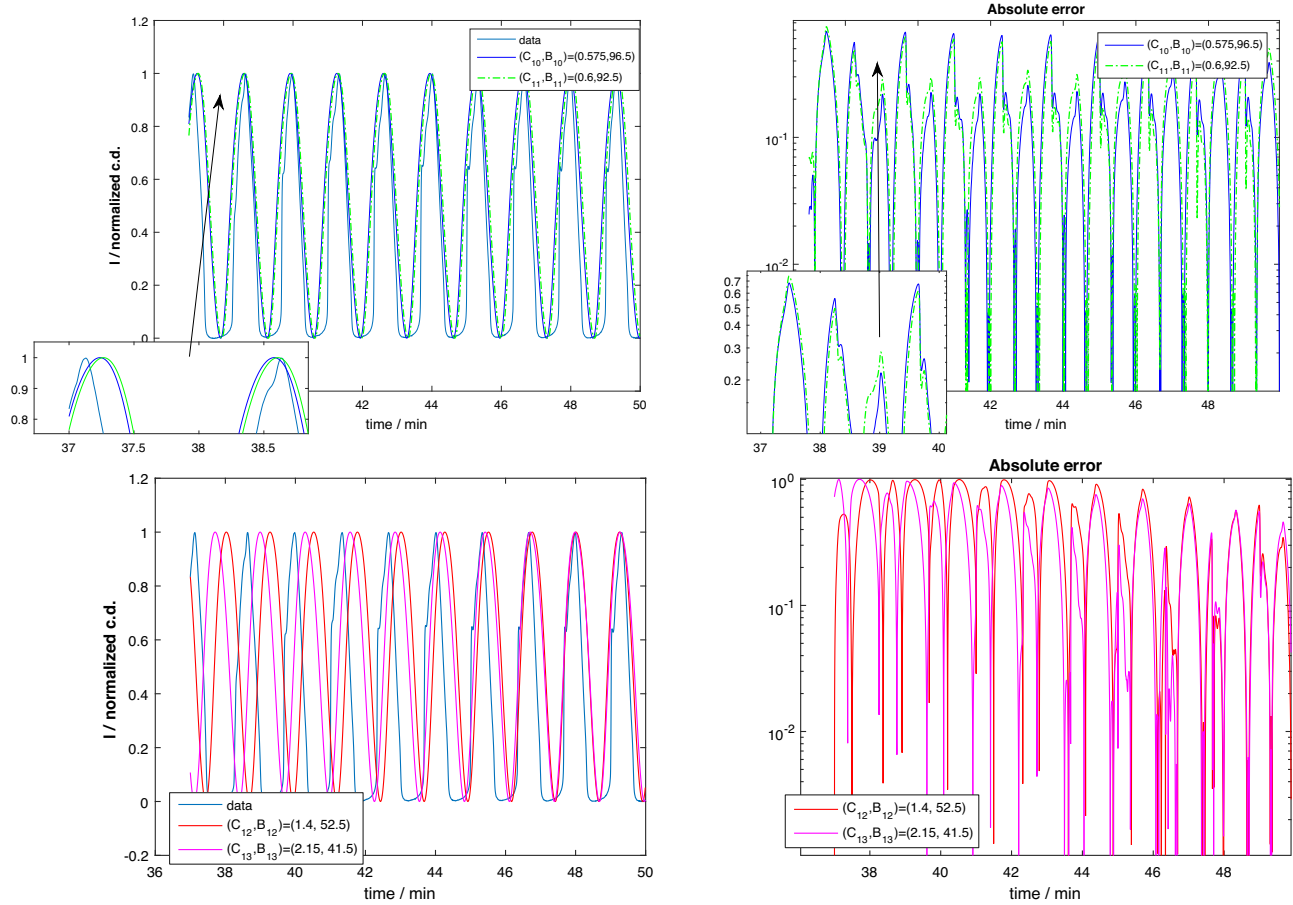 Absolute error
1.2
1
0.8
0.6
0.4
0.2
0
I / normalized c.d.
data
(C10,B10)=(0.575,96.5)
(C11,B11)=(0.6,92.5)
40 42 44 46 48 50
time / min
1
0.9
0.8
37 37.5 38 38.5
10-1
10-2
(C10,B10)=(0.575,96.5)
(C11,B11)=(0.6,92.5)
42 44 46 48
time / min
0.7
0.6
0.5
0.4
0.3
0.2
37 38 39 40
1.2
1
0.8
0.6
0.4
0.2
0
-0.2
I / normalized c.d.
data
(C12,B12)=(1.4, 52.5)
(C13,B13)=(2.15, 41.5)
36 38 40 42 44 46 48 50
time / min
Absolute error
100
10-1
10-2
(C12,B12)=(1.4, 52.5)
(C13,B13)=(2.15, 41.5)
38 40 42 44 46 48
time / min